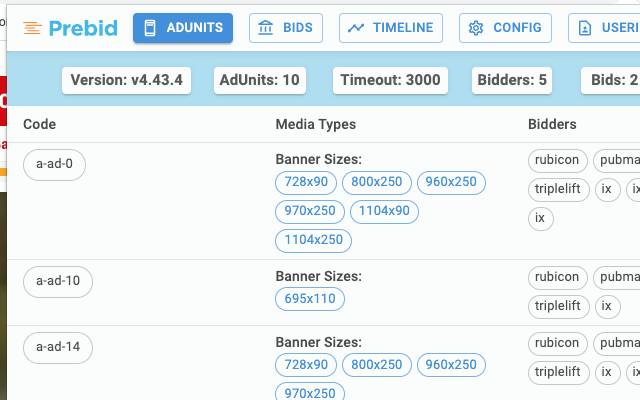 Prebid ADUNITS BIDS TIMELINE CONFIG USERI
Version: v4.43.4 AdUnits: 10 Timeout: 3000 Bidders: 5 Bids: 2
Code Media Types Bidders
a-ad-0 Banner Sizes: rubicon pubma
728x90 800x250 960x250 triplelift ix ix
970x250 1104x90 ix
1104x250
a-ad-10 Banner Sizes: rubicon pubma
695x110 triplelift ix
a-ad-14 Banner Sizes: rubicon pubma
728x90 800x250 960x250 triplelift ix ix
970x250